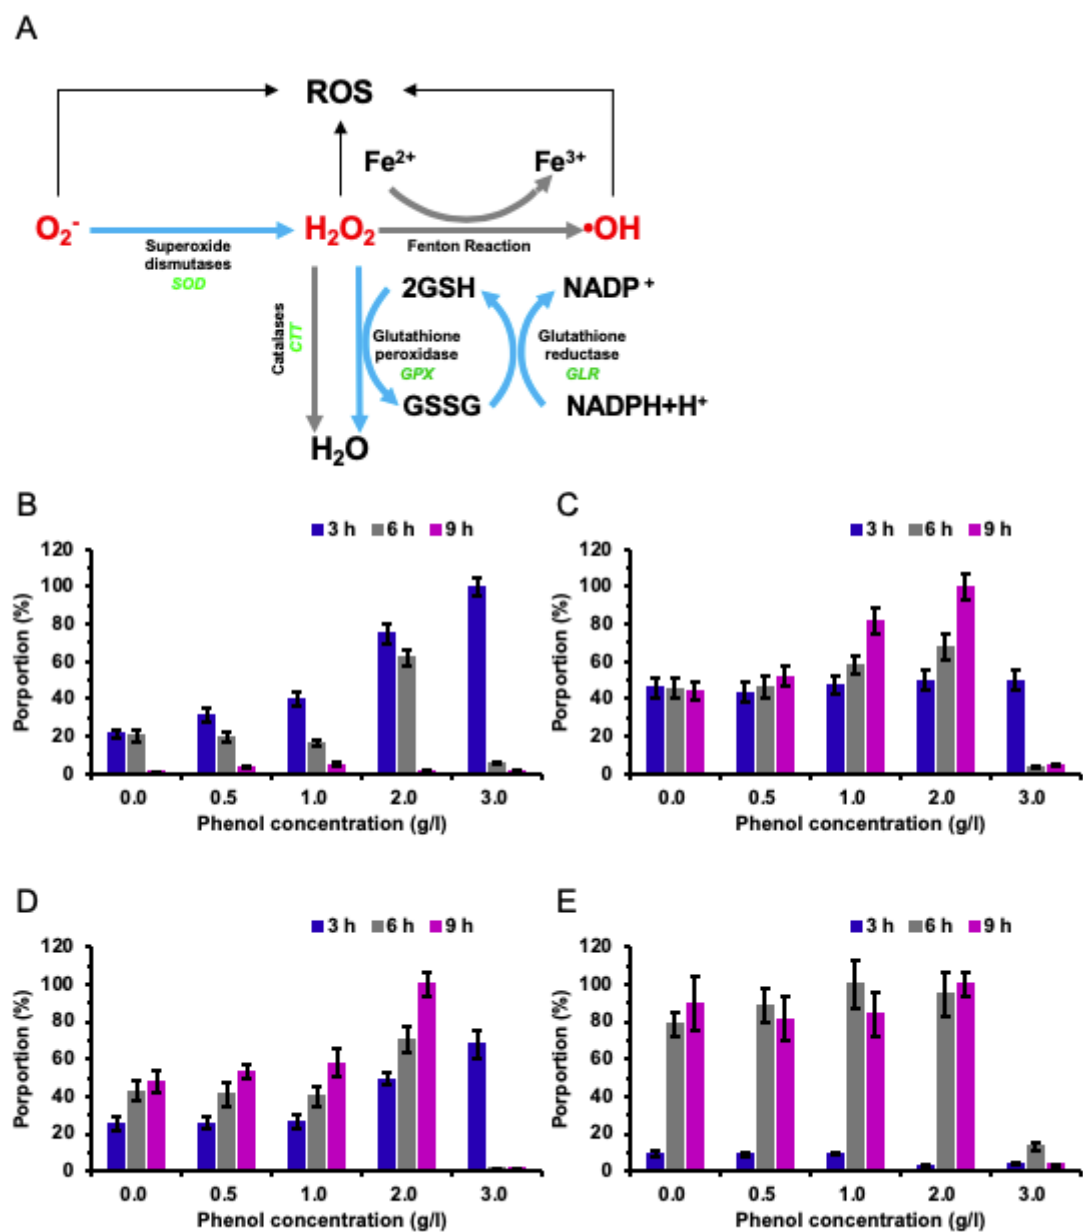 A
ROS
Fe2+ Fe3+
O2- H2O2 •OH
Superoxide
dismutases
SOD
Fenton Reaction
Catalases
CTT
2GSH NADP +
Glutathione
peroxidase
GPX
Glutathione
reductase
GLR
GSSG NADPH+H+
H2O
B
3 h 6 h 9 h
Porportion (%)
120
100
80
60
40
20
0
0.0 0.5 1.0 2.0 3.0
Phenol concentration (g/l)
C
3 h 6 h 9 h
Porportion (%)
120
100
80
60
40
20
0
0.0 0.5 1.0 2.0 3.0
Phenol concentration (g/l)
D
3 h 6 h 9 h
Porportion (%)
120
100
80
60
40
20
0
0.0 0.5 1.0 2.0 3.0
Phenol concentration (g/l)
E
3 h 6 h 9 h
Porportion (%)
120
100
80
60
40
20
0
0.0 0.5 1.0 2.0 3.0
Phenol concentration (g/l)